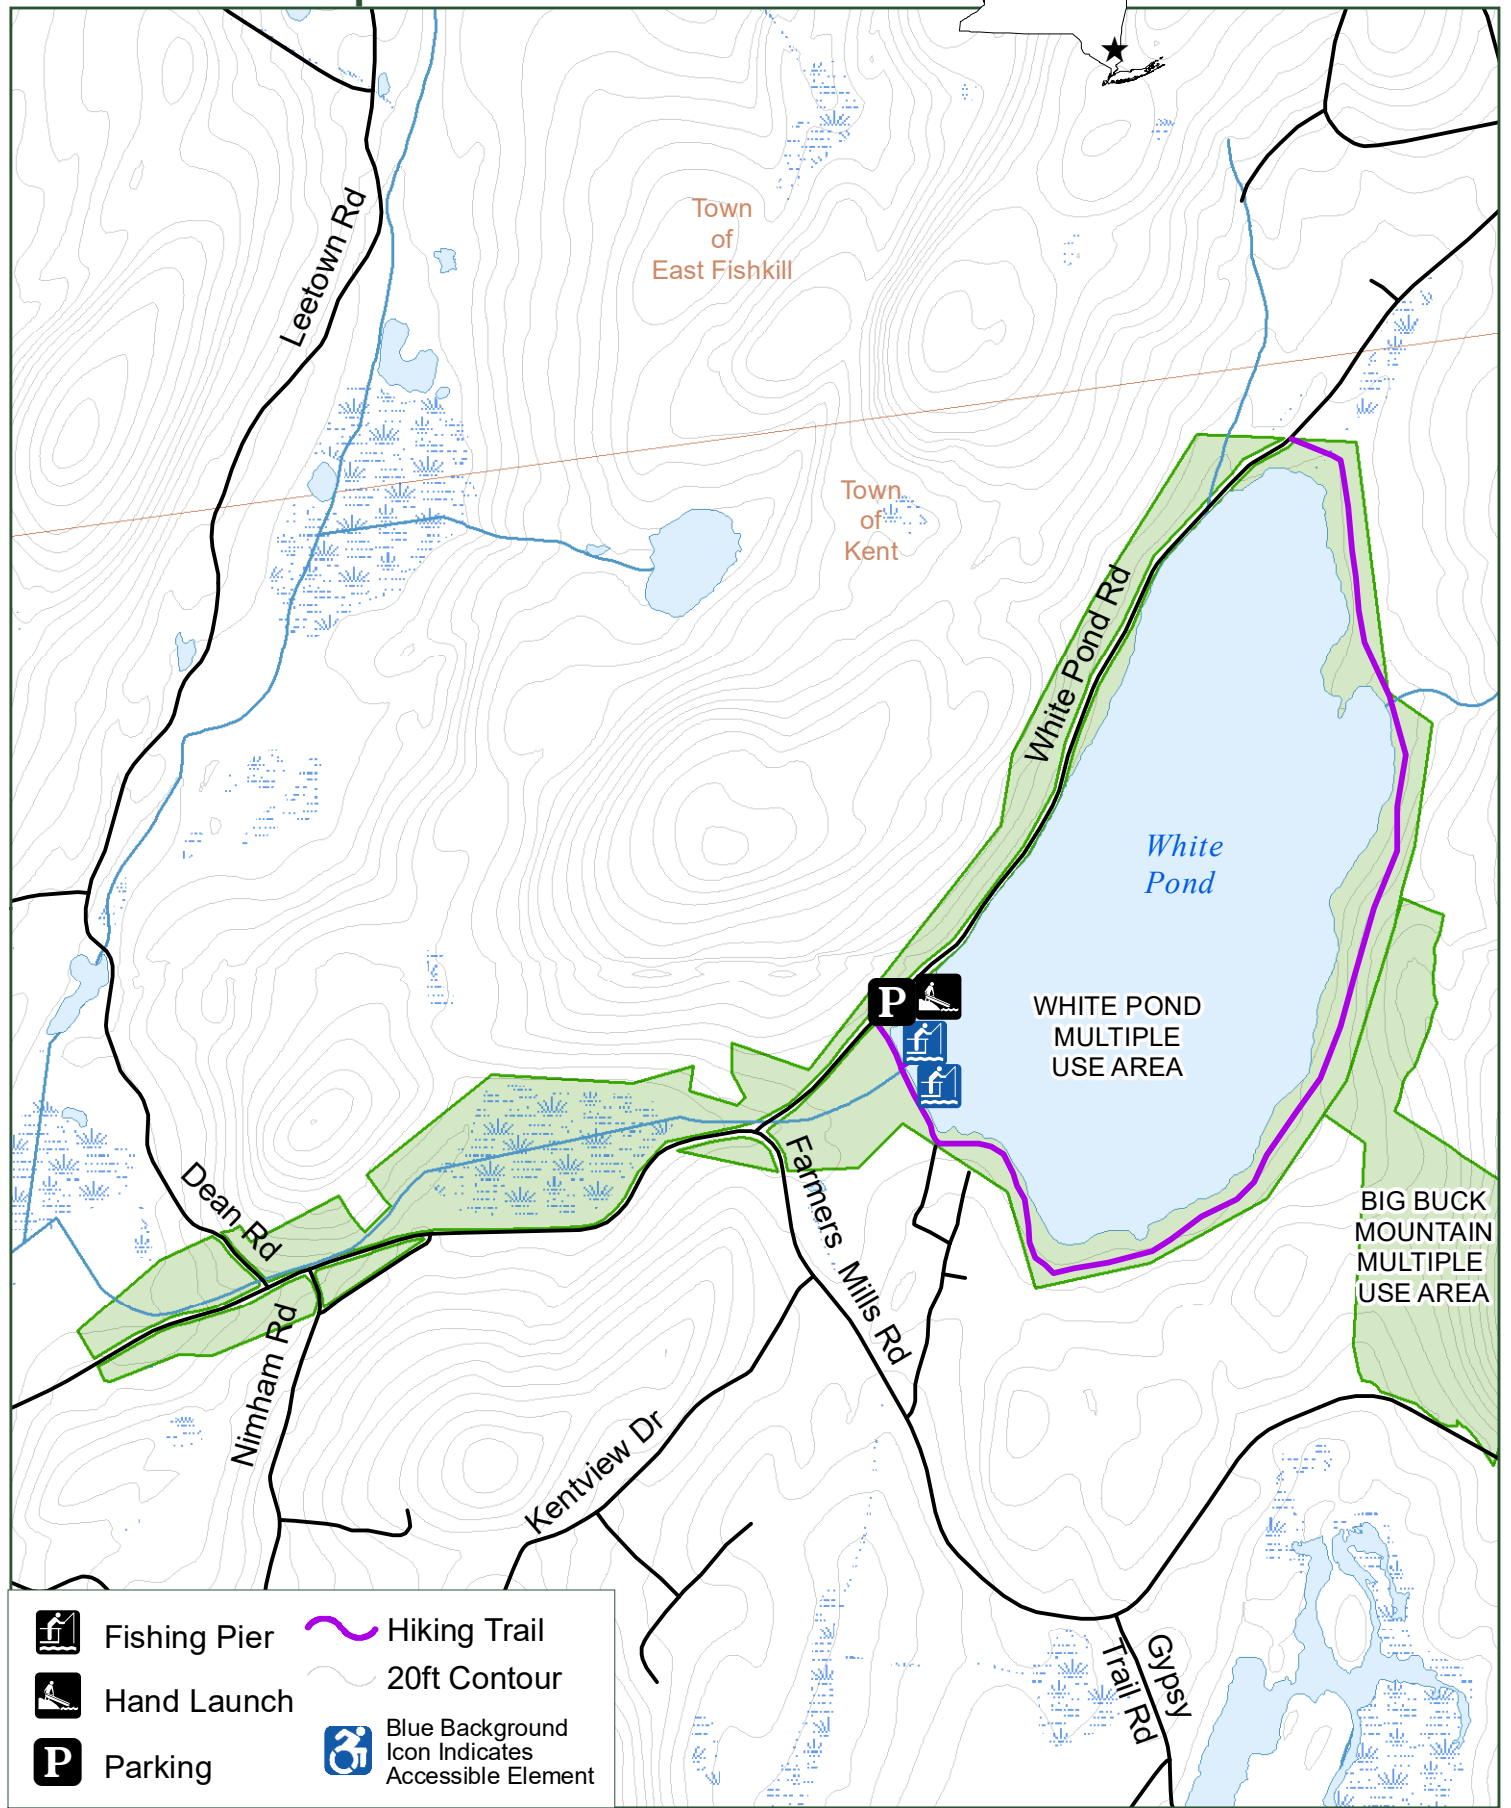 Leetown Rd
Town
of
East Fishkill
Town
of
Kent
White Pond Rd
White
Pond
P
WHITE POND
MULTIPLE
USE AREA
Dean Rd
Farmers Mills Rd
BIG BUCK
MOUNTAIN
MULTIPLE
USE AREA
Nimham Rd
Kentview Dr
Gypsy
Trail Rd
Fishing Pier
Hand Launch
P Parking
Hiking Trail
20ft Contour
Blue Background
Icon Indicates
Accessible Element